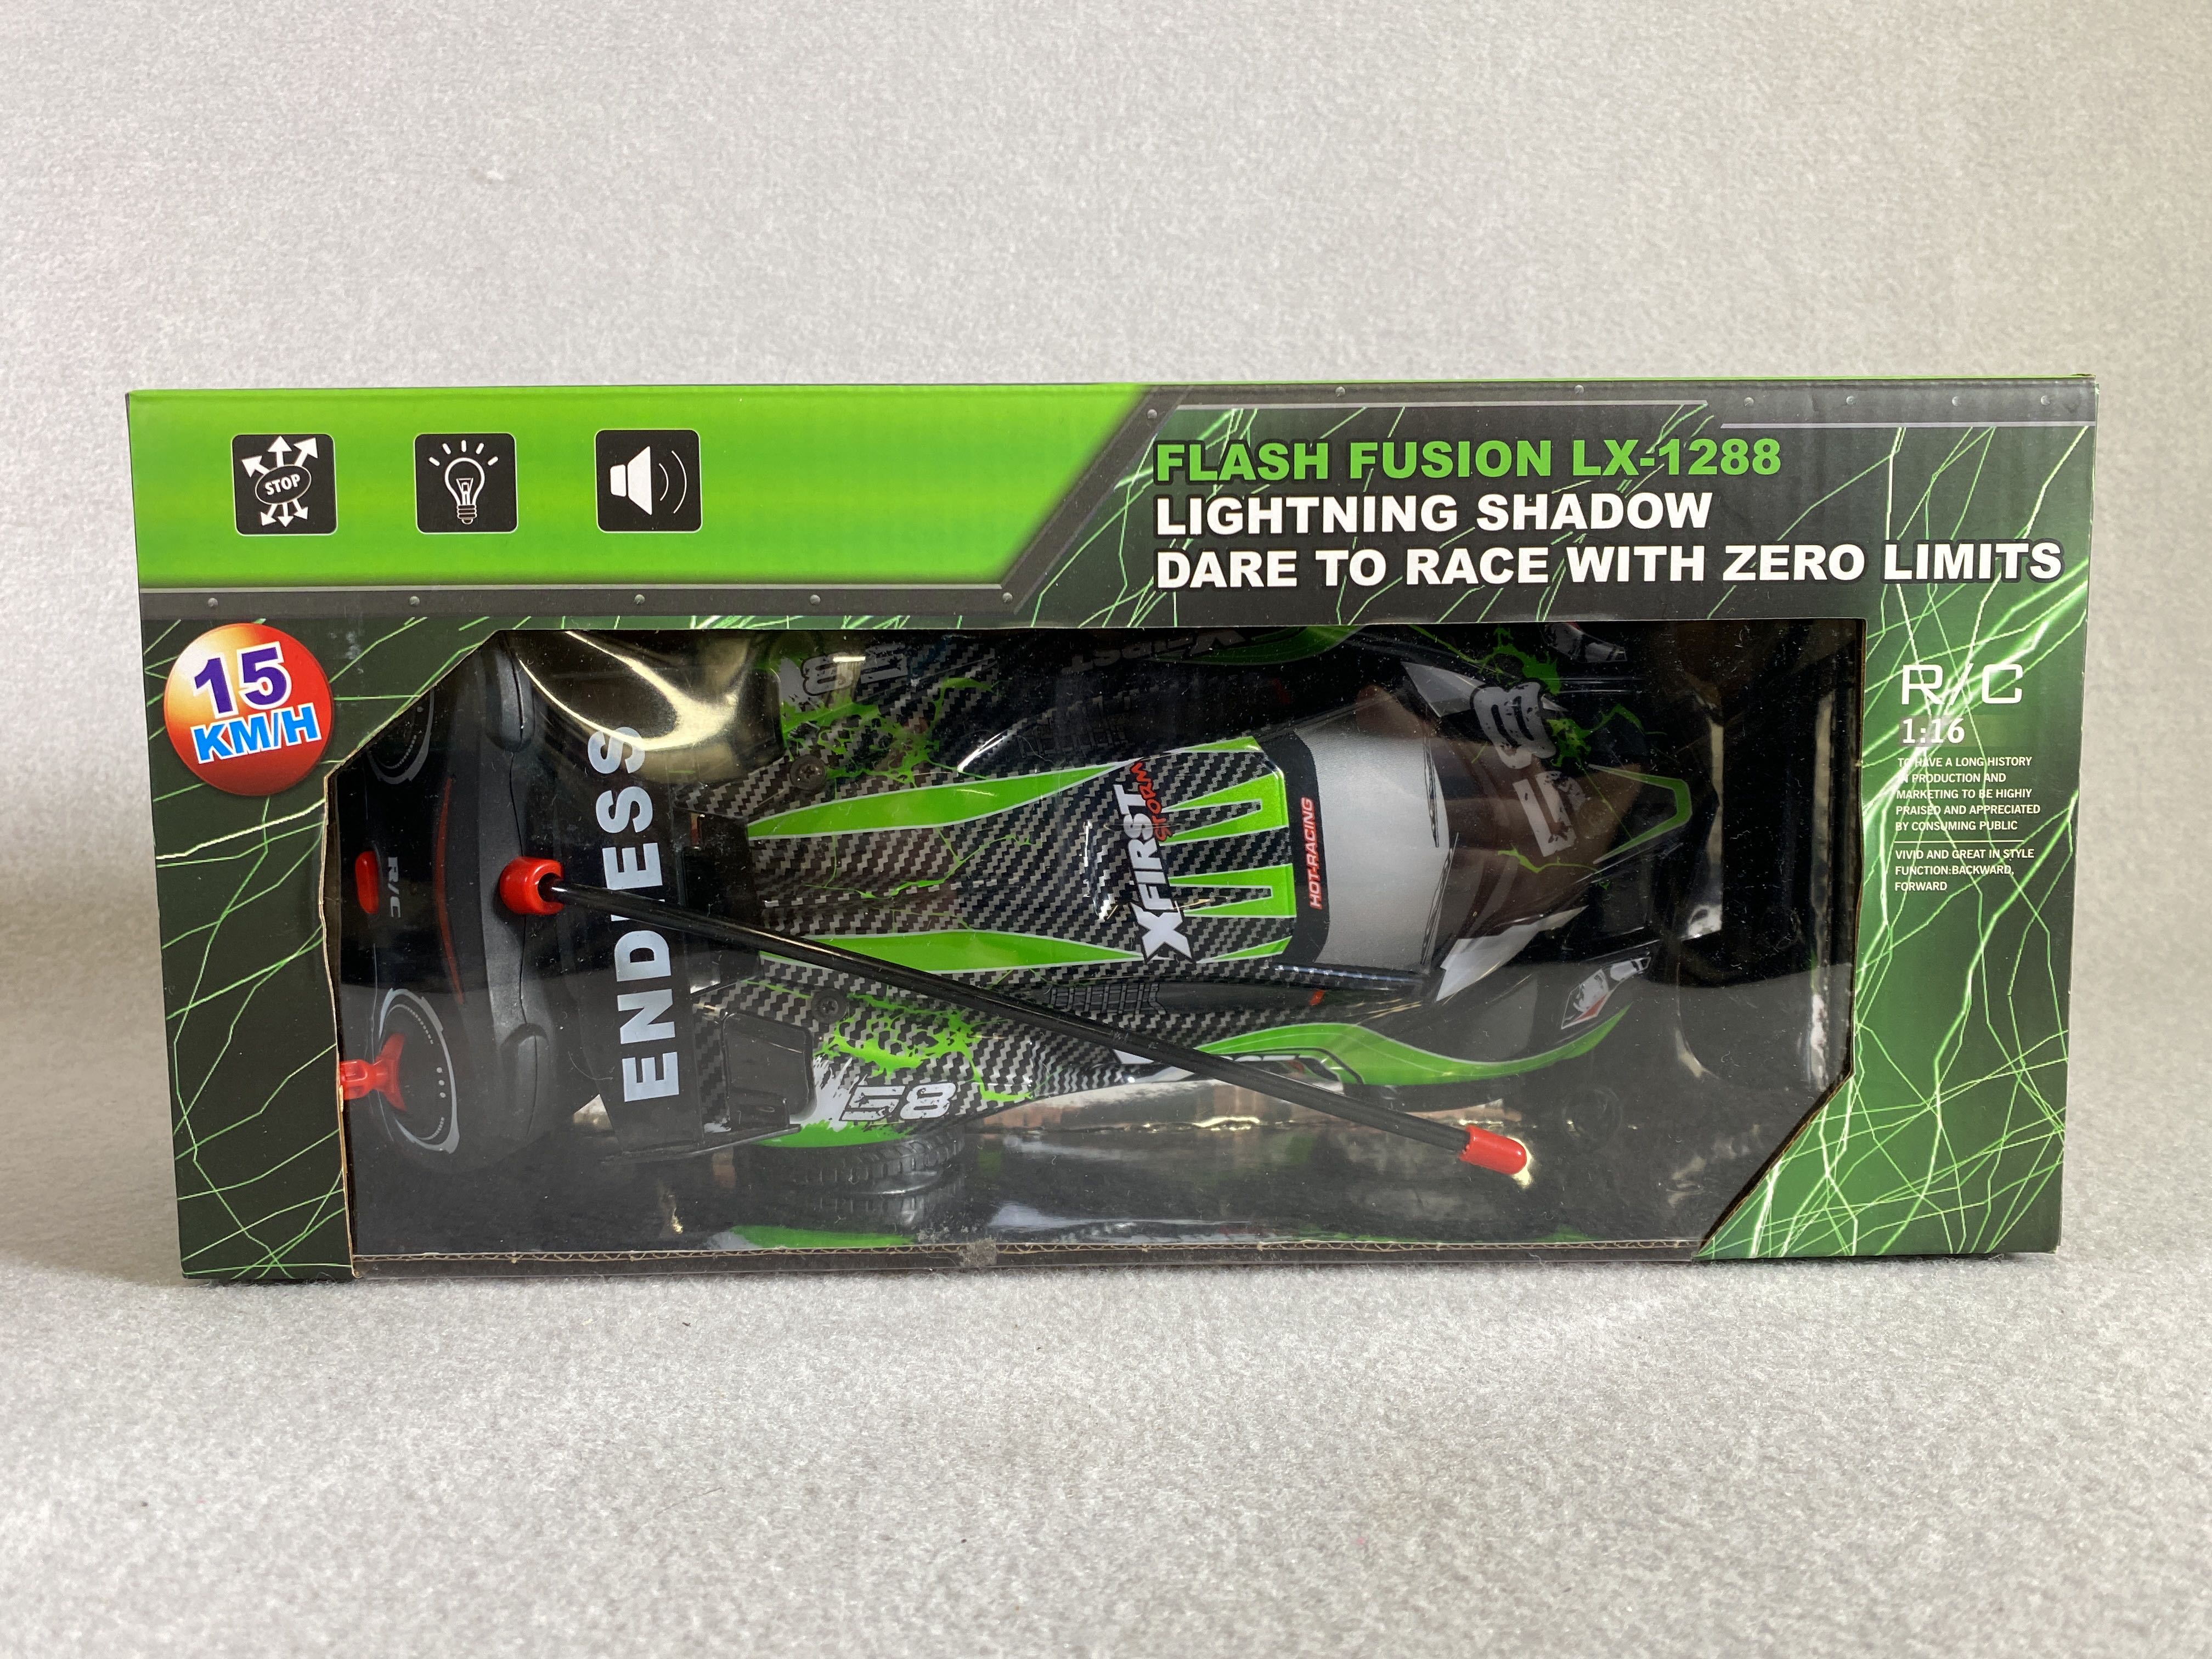 STOP
FLASH FUSION LX-1288
LIGHTNING SHADOW
DARE TO RACE WITH ZERO LIMITS
15
KM/H
R/C
1:16
TO HAVE A LONG HISTORY
IN PRODUCTION AND
MARKETING TO BE HIGHIY
PRAISED AND APPRECIATED
BY CONSUMING PUBLIC
VIVID AND GREAT IN STYLE
FUNCTION:BACKWARD,
FORWARD
R/C
ENDLESS
XFIRST
STORM
HOT-RACING
58